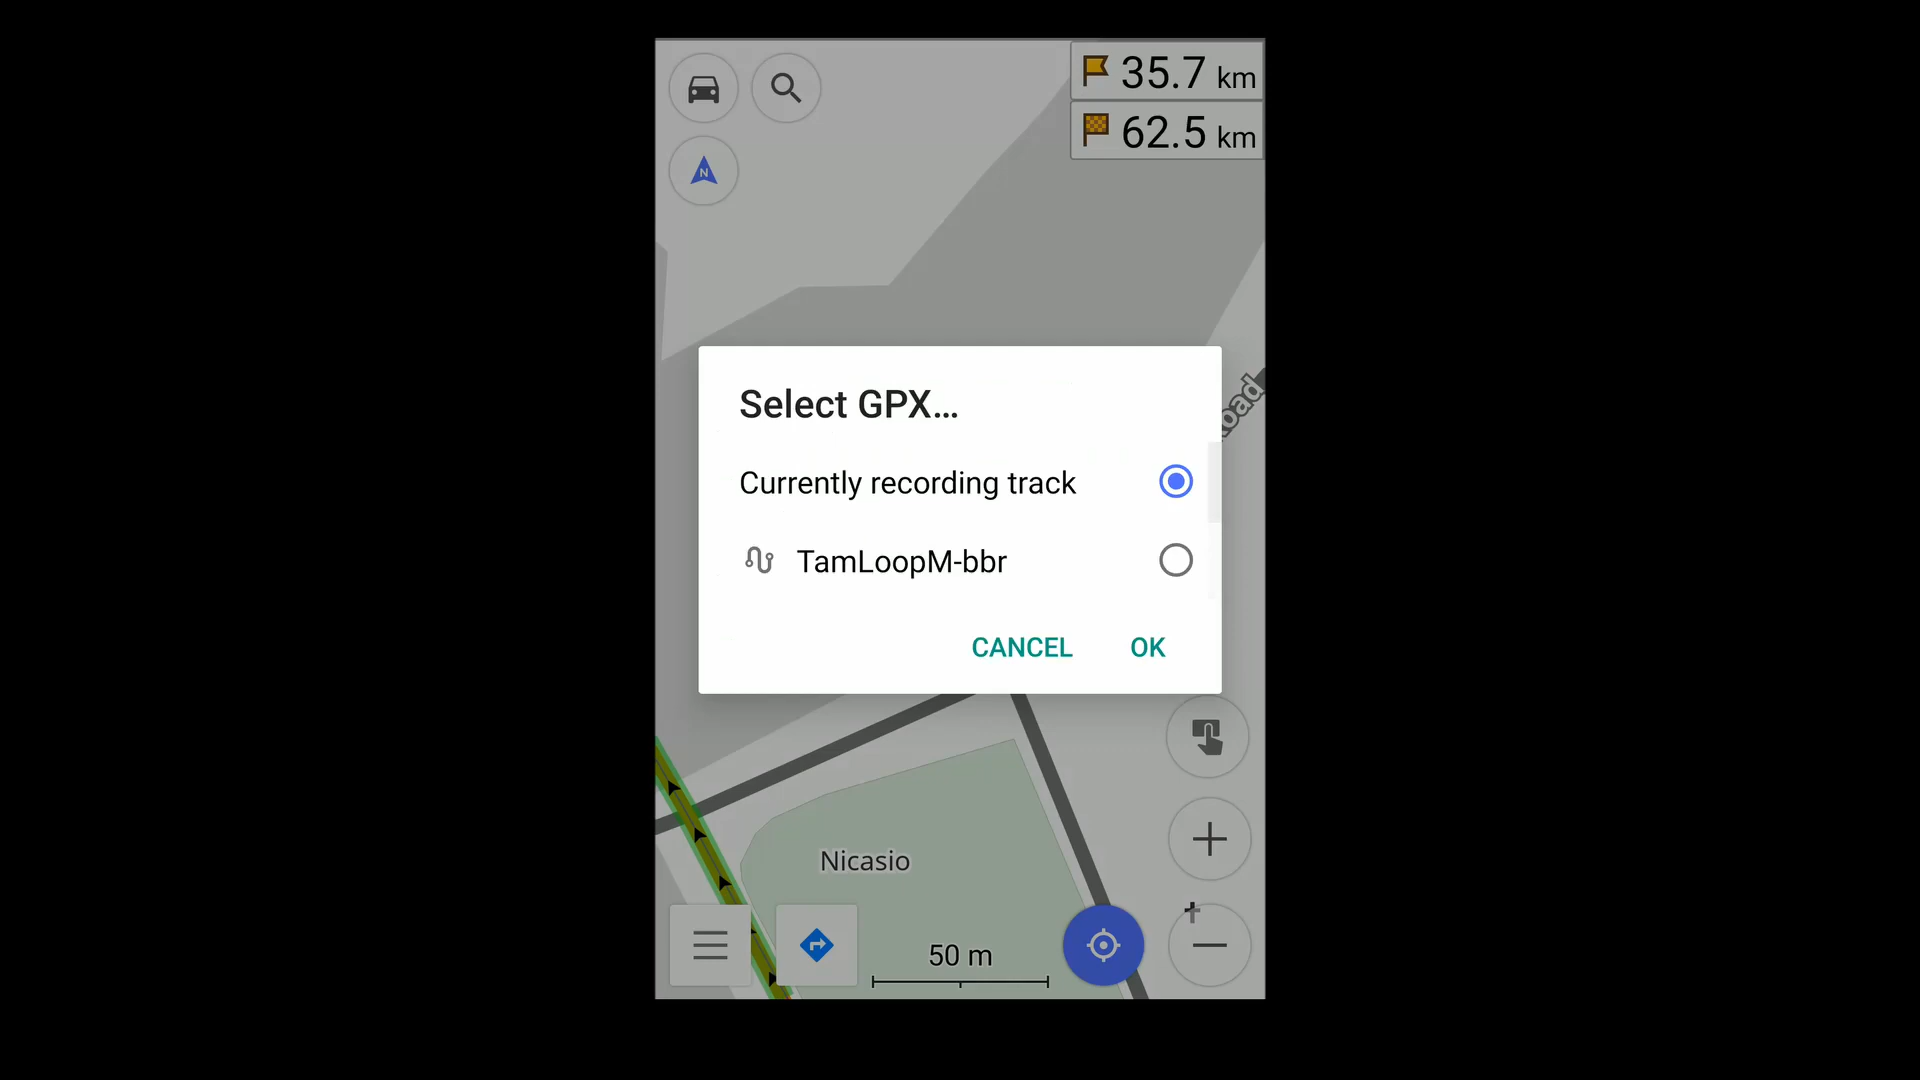 35.7 km
62.5 km
N
Select GPX…
Currently recording track
TamLoopM-bbr
CANCEL
OK
Nicasio
50 m